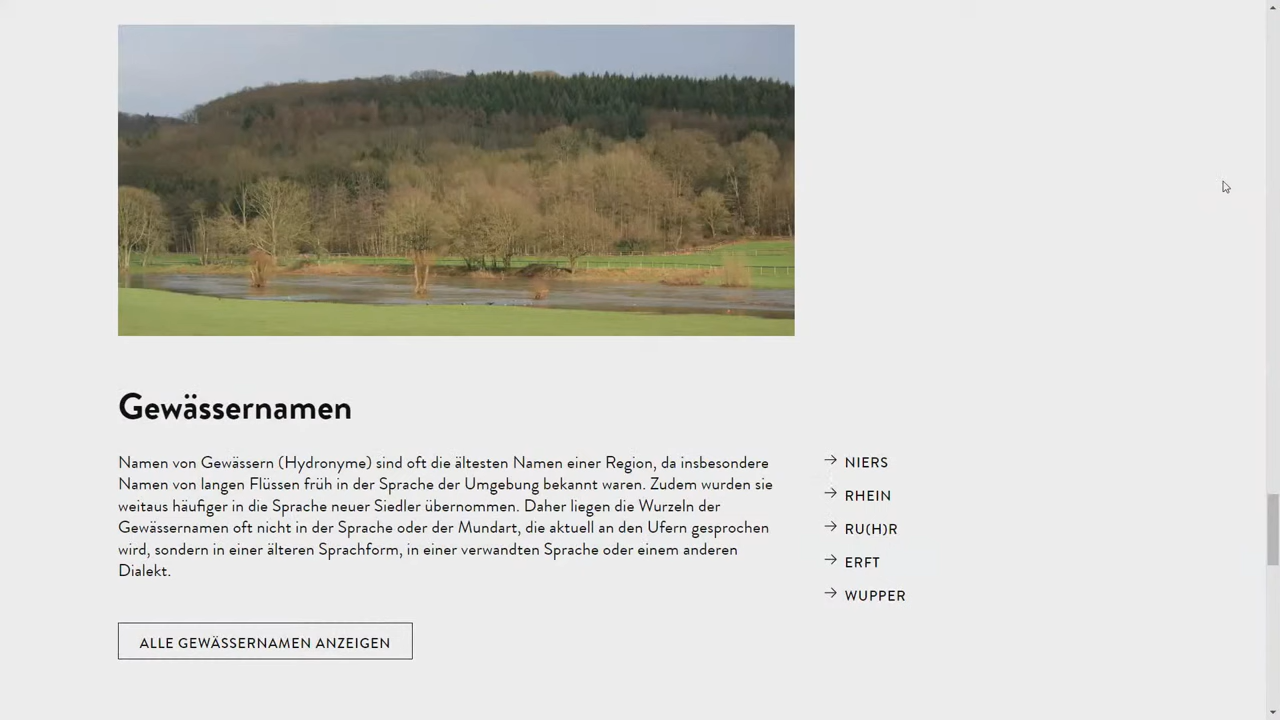 Gewässernamen
Namen von Gewässern (Hydronyme) sind oft die ältesten Namen einer Region, da insbesondere
Namen von langen Flüssen früh in der Sprache der Umgebung bekannt waren. Zudem wurden sie
weitaus häufiger in die Sprache neuer Siedler übernommen. Daher liegen die Wurzeln der
Gewässernamen oft nicht in der Sprache oder der Mundart, die aktuell an den Ufern gesprochen
wird, sondern in einer älteren Sprachform, in einer verwandten Sprache oder einem anderen
Dialekt.
ALLE GEWÄSSERNAMEN ANZEIGEN
→ NIERS
→ RHEIN
→ RU(H)R
→ ERFT
→ WUPPER